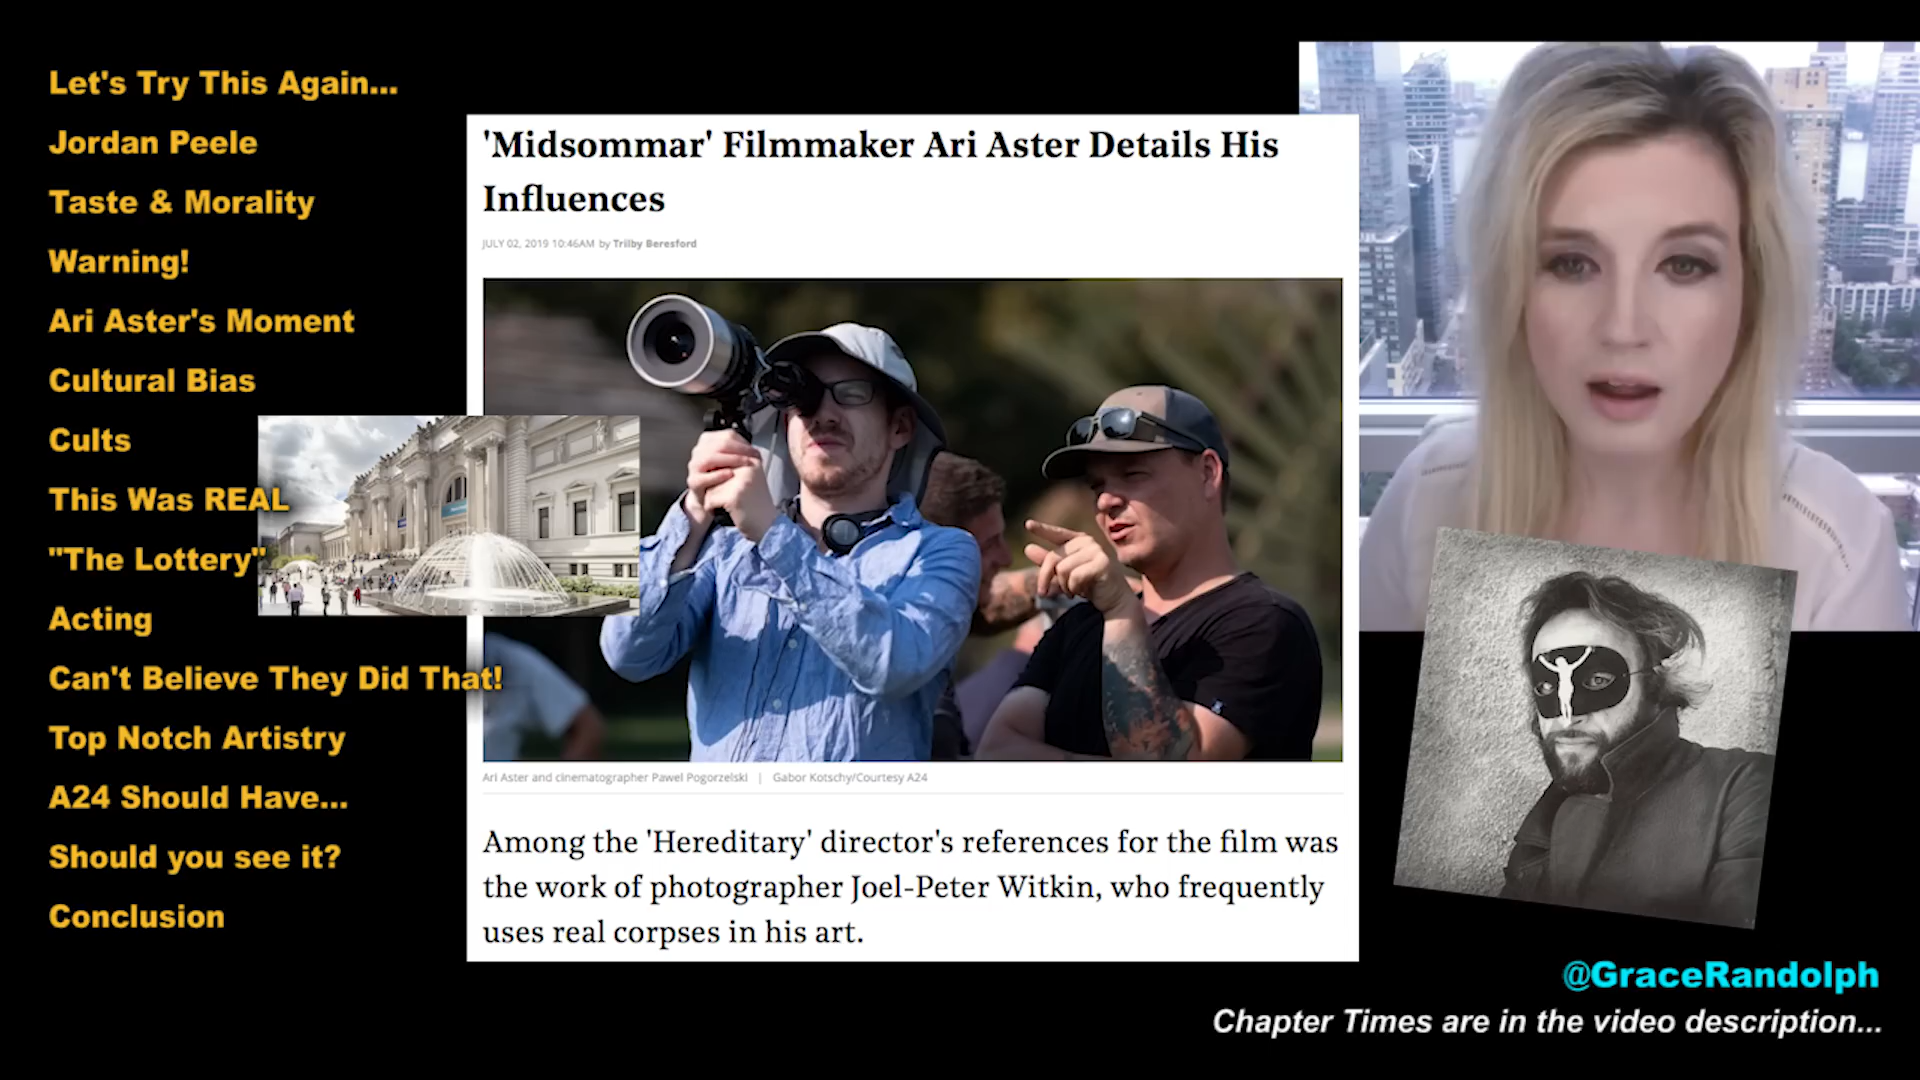 Let's Try This Again...
Jordan Peele
Taste & Morality
Warning!
Ari Aster's Moment
Cultural Bias
Cults
This Was REAL
"The Lottery"
Acting
Can't Believe They Did That!
Top Notch Artistry
A24 Should Have...
Should you see it?
Conclusion
'Midsommar' Filmmaker Ari Aster Details His
Influences
JULY 02, 2019 10:46AM by Trilby Beresford
Ari Aster and cinematographer Pawel Pogorzelski | Gabor Kotschy/Courtesy A24
Among the 'Hereditary' director's references for the film was
the work of photographer Joel-Peter Witkin, who frequently
uses real corpses in his art.
@GraceRandolph
Chapter Times are in the video description...